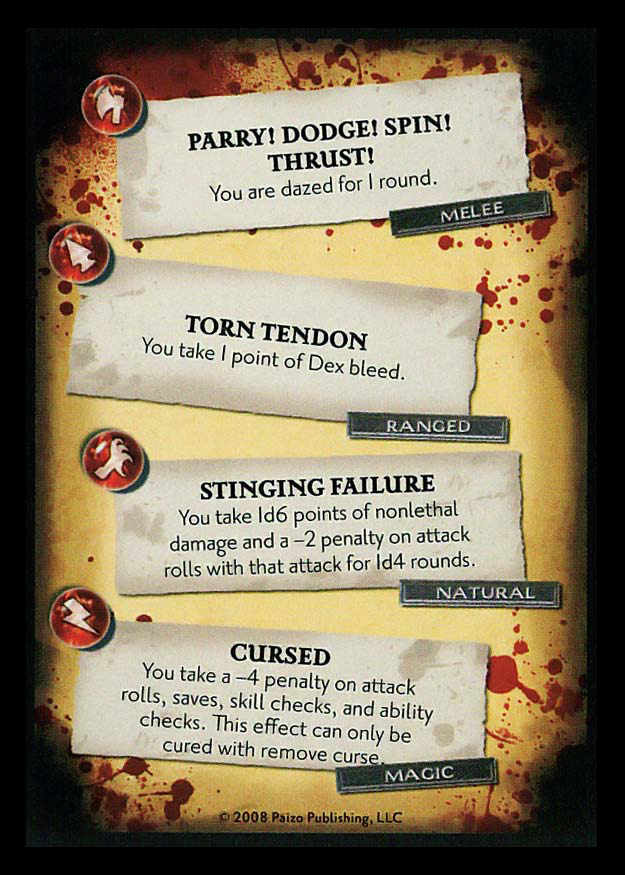 PARRY! DODGE! SPIN!
THRUST!
You are dazed for 1 round.
MELEE
TORN TENDON
You take 1 point of Dex bleed.
RANGED
STINGING FAILURE
You take 1d6 points of nonlethal
damage and a –2 penalty on attack
rolls with that attack for 1d4 rounds.
NATURAL
CURSED
You take a –4 penalty on attack
rolls, saves, skill checks, and ability
checks. This effect can only be
cured with remove curse.
MAGIC
© 2008 Paizo Publishing, LLC